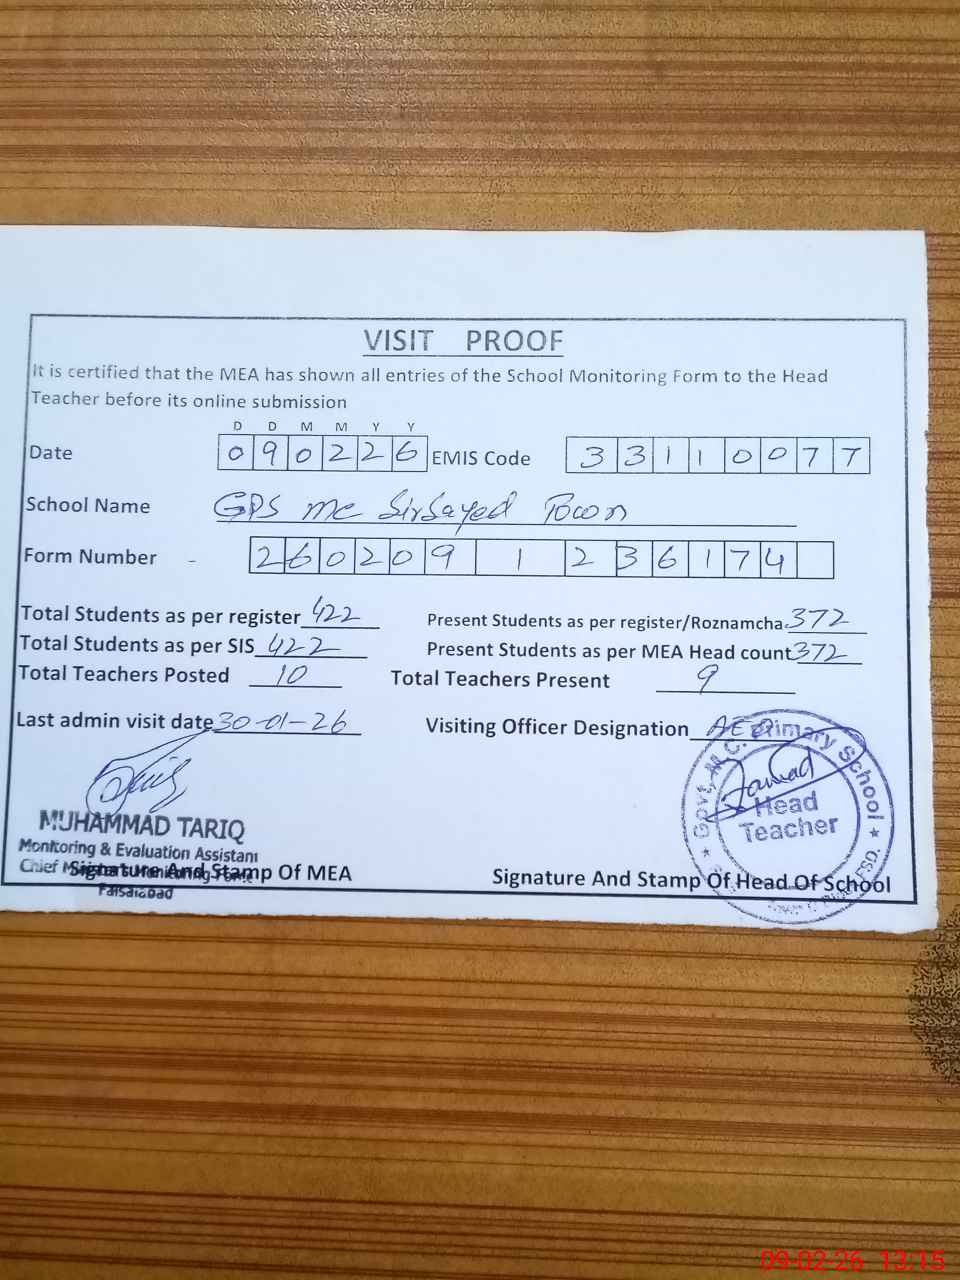 VISIT PROOF
It is certified that the MEA has shown all entries of the School Monitoring Form to the Head
Teacher before its online submission
D D M M Y Y
Date 0 9 0 2 2 6 EMIS Code 3 3 1 1 0 0 7 7
School Name GPS mc SirSayed Town
Form Number - 2 6 0 2 0 9 1 2 3 6 1 7 4
Total Students as per register 422 Present Students as per register/Roznamcha 372
Total Students as per SIS 422 Present Students as per MEA Head count 372
Total Teachers Posted 10 Total Teachers Present 9
Last admin visit date 30-01-26 Visiting Officer Designation AEO
Govt. M.C. Primary School
Head
Teacher
FSD.
MUHAMMAD TARIQ
Monitoring & Evaluation Assistant
Chief
Signature And Stamp Of MEA Signature And Stamp Of Head Of School
Faisalabad
09-02-26 13:15